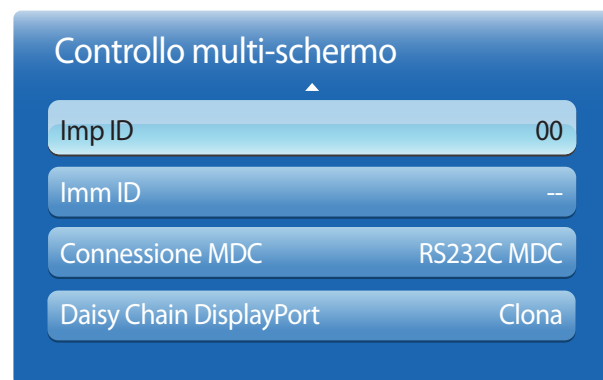 Controllo multi-schermo
Imp ID 00
Imm ID --
Connessione MDC RS232C MDC
Daisy Chain DisplayPort Clona